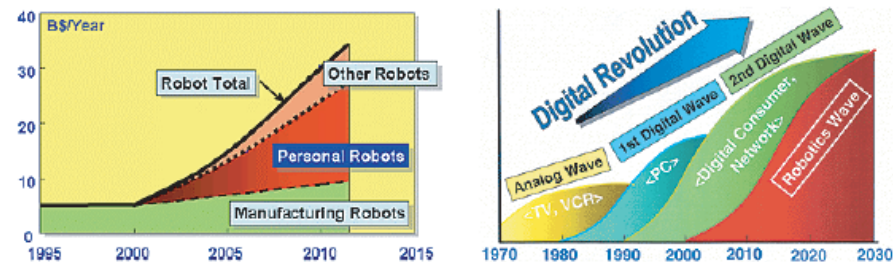 40
B$/Year
30
20
10
0
Robot Total
Other Robots
Personal Robots
Manufacturing Robots
1995
2000
2005
2010
2015
Digital Revolution
2nd Digital Wave
1st Digital Wave
Analog Wave
<TV, VCR>
<PC>
<Digital Consumer,
Network>
Robotics Wave
1970
1980
1990
2000
2010
2020
2030